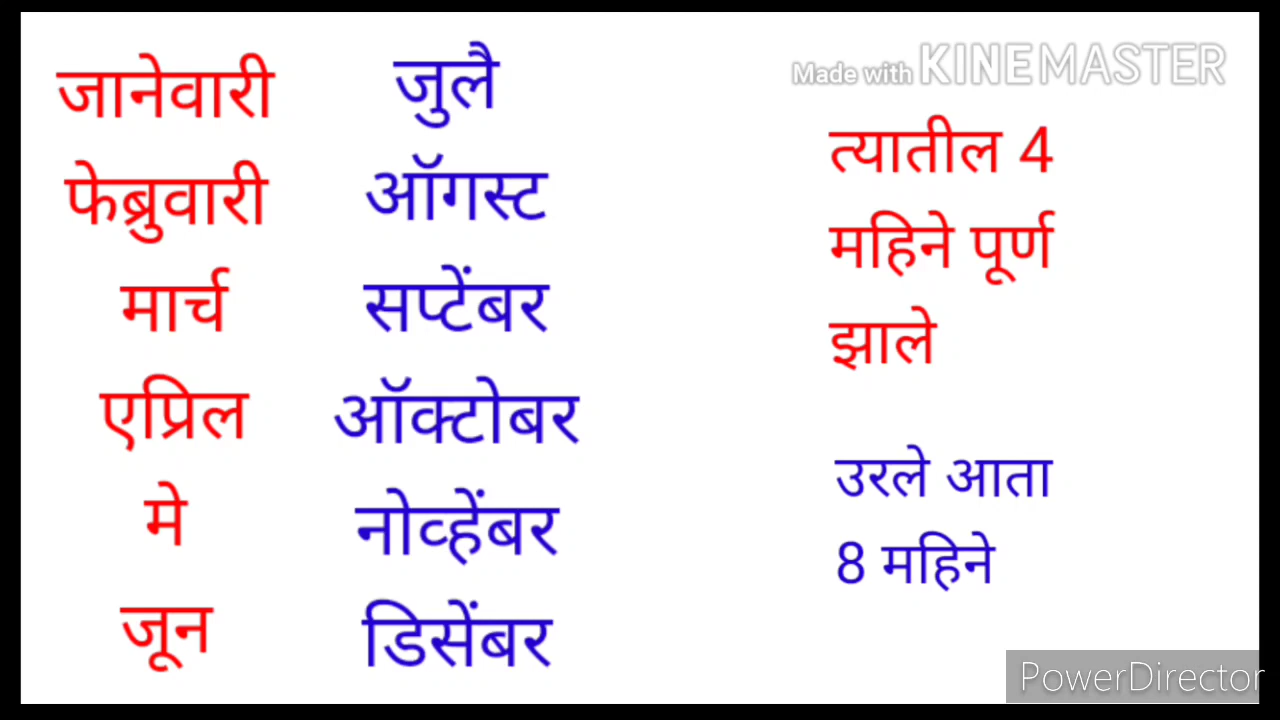 जानेवारी
फेब्रुवारी
मार्च
एप्रिल
मे
जून
जुलै
ऑगस्ट
सप्टेंबर
ऑक्टोबर
नोव्हेंबर
डिसेंबर
Made with KINEMASTER
त्यातील 4
महिने पूर्ण
झाले
उरले आता
8 महिने
PowerDirector